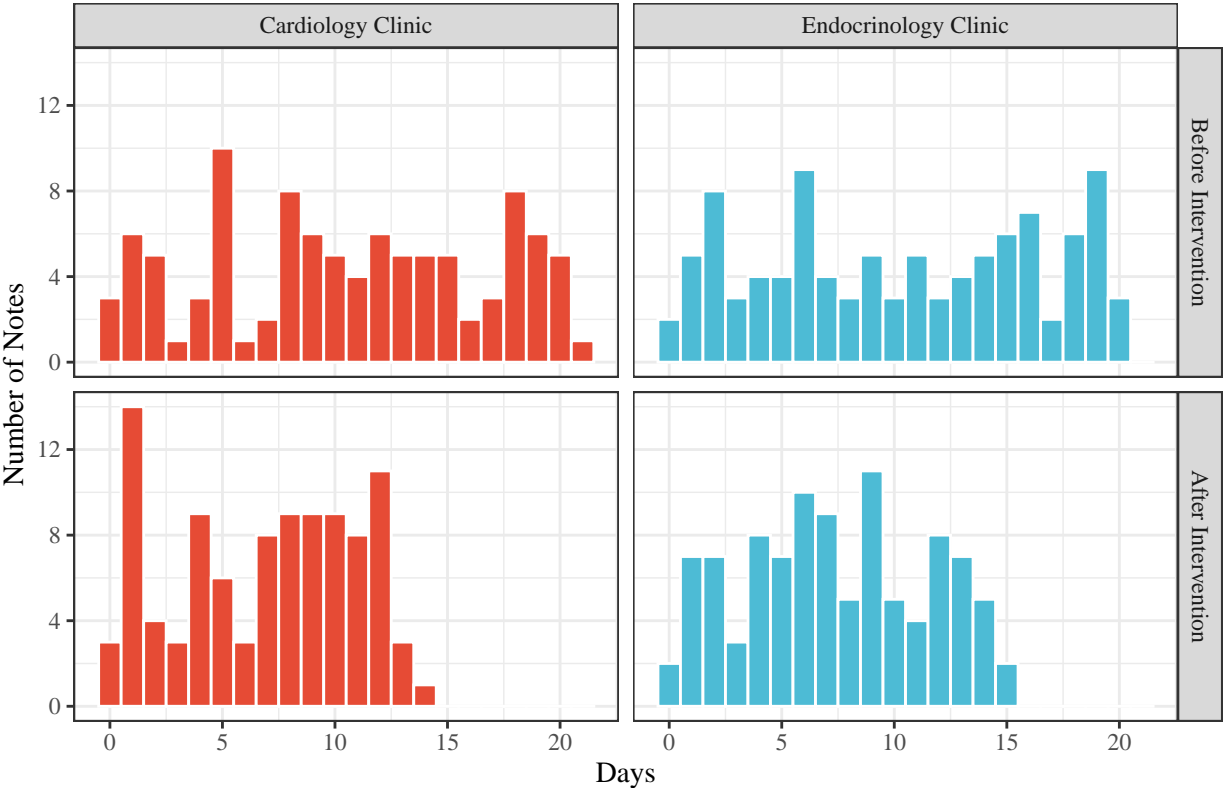 Cardiology Clinic
Endocrinology Clinic
Before Intervention
After Intervention
Number of Notes
12
8
4
0
12
8
4
0
0 5 10 15 20
0 5 10 15 20
Days